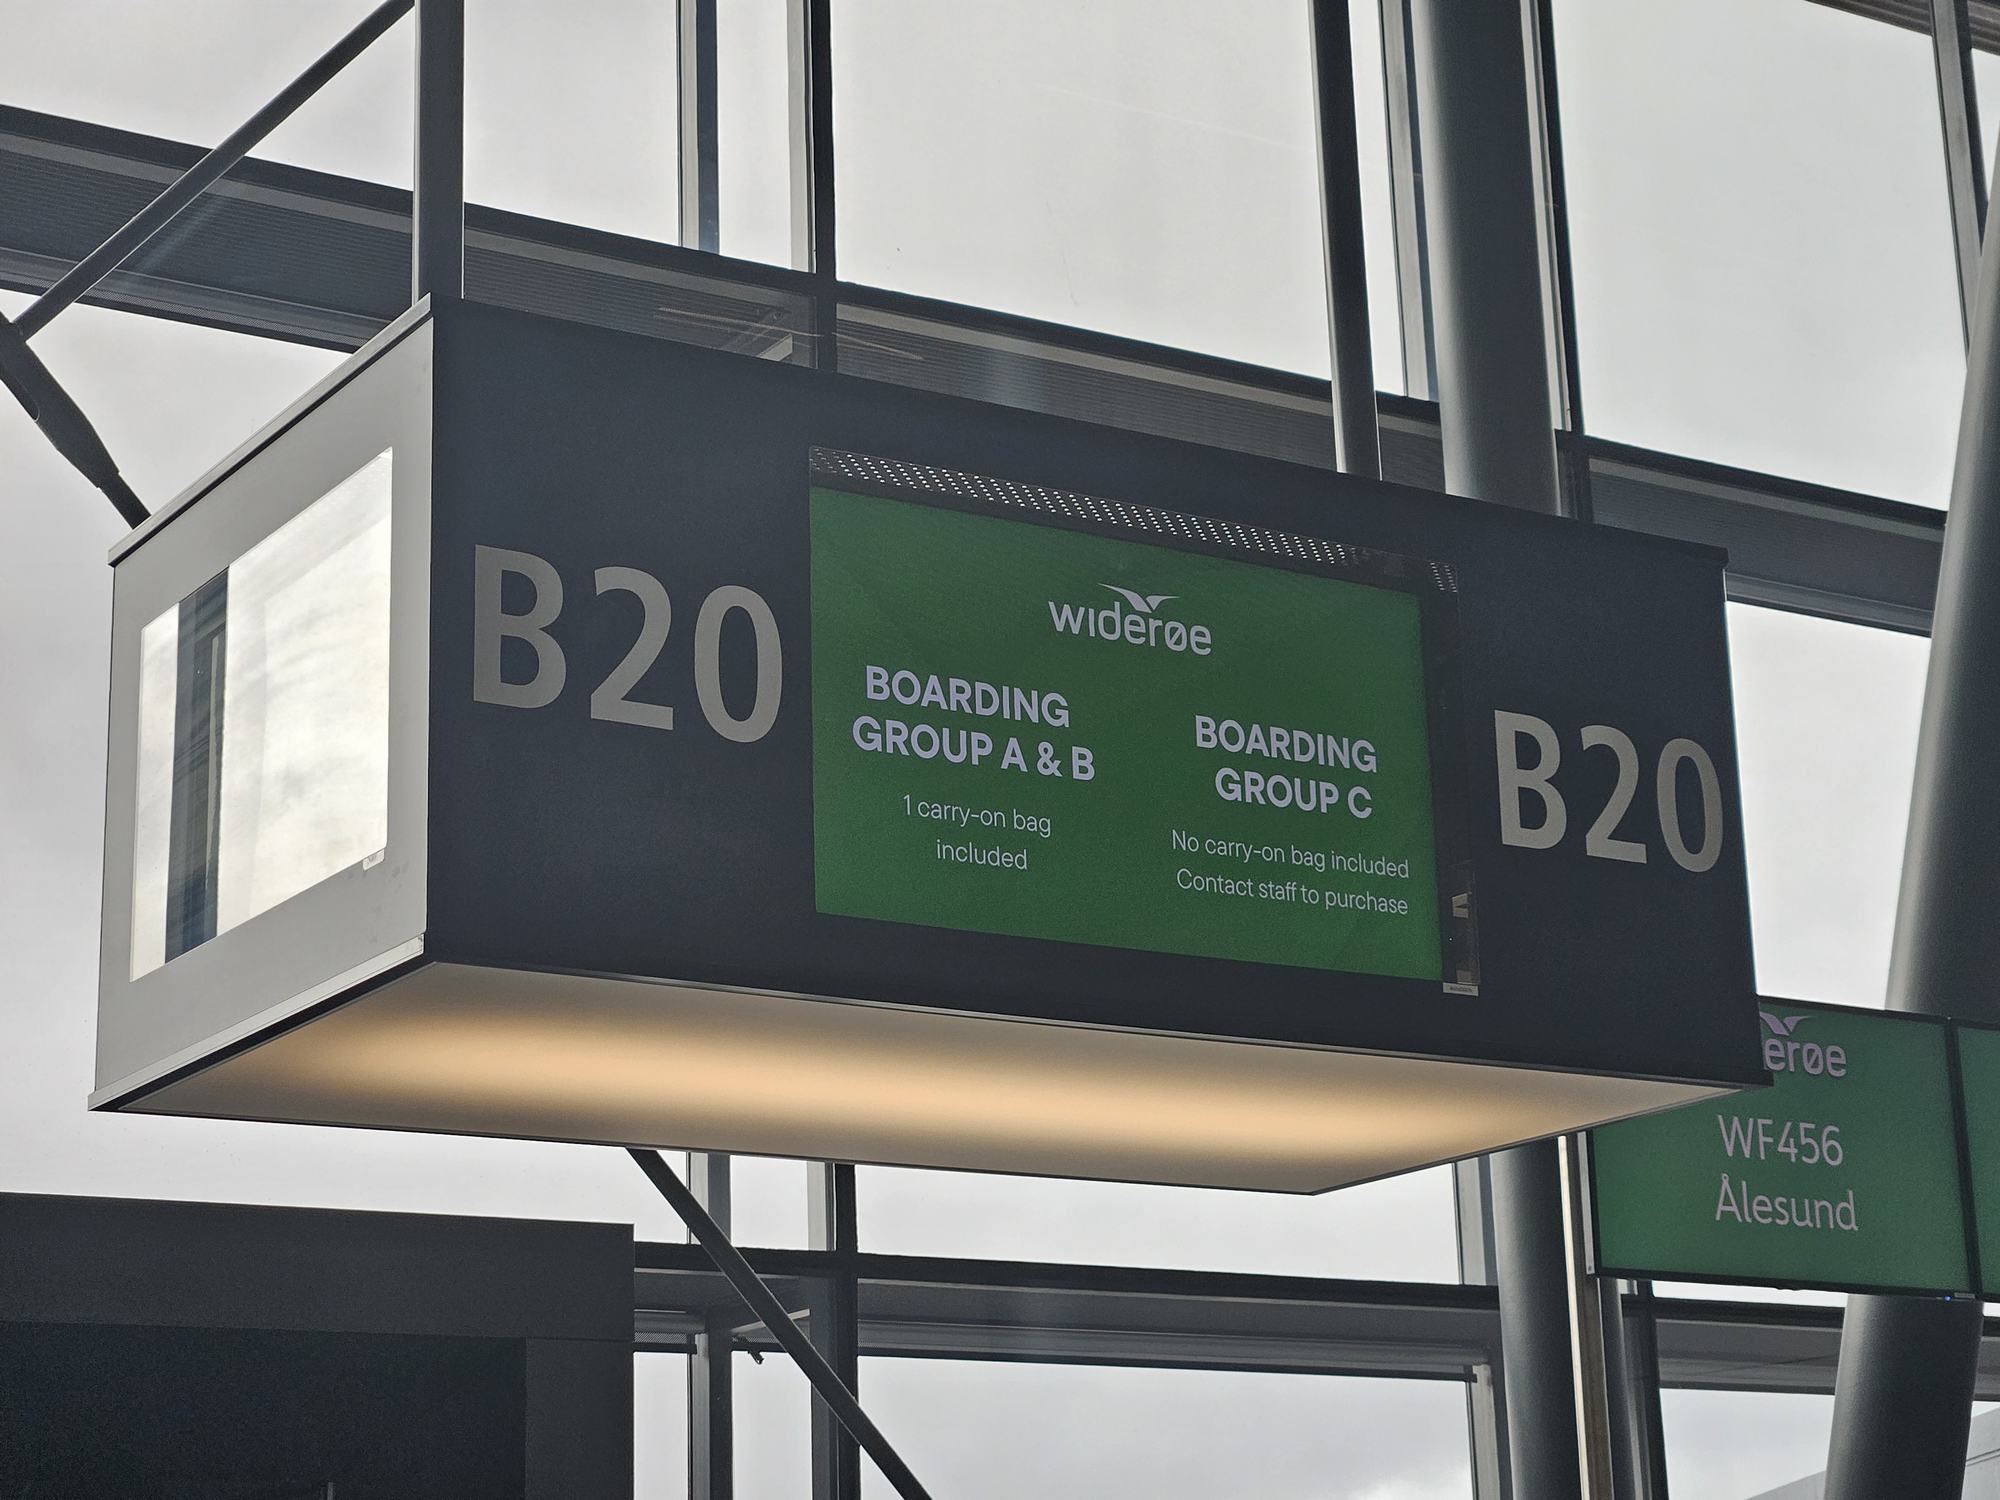 B20
widerøe
BOARDING
GROUP A & B
1 carry-on bag
included
BOARDING
GROUP C
No carry-on bag included
Contact staff to purchase
B20
erøe
WF456
Ålesund